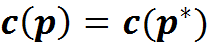 𝒄(𝒑) = 𝒄(𝒑*)